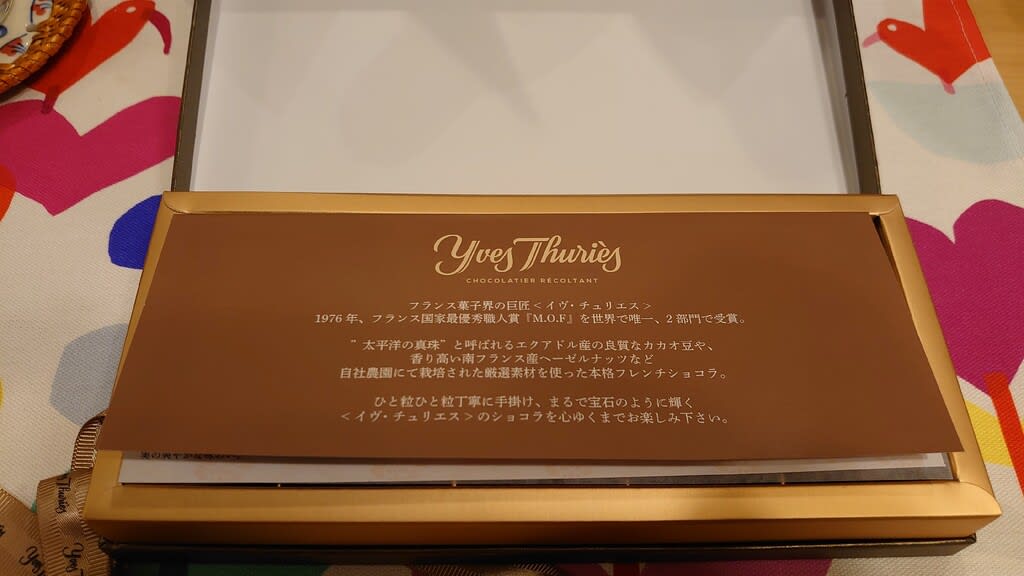 Yves Thuriès
CHOCOLATIER RÉCOLTANT
フランス菓子界の巨匠＜イヴ・チュリエス＞
1976 年、フランス国家最優秀職人賞『M.O.F』を世界で唯一、2 部門で受賞。
”太平洋の真珠”と呼ばれるエクアドル産の良質なカカオ豆や、
香り高い南フランス産ヘーゼルナッツなど
自社農園にて栽培された厳選素材を使った本格フレンチショコラ。
ひと粒ひと粒丁寧に手掛け、まるで宝石のように輝く
＜イヴ・チュリエス＞のショコラを心ゆくまでお楽しみ下さい。
Thuriès
Yves